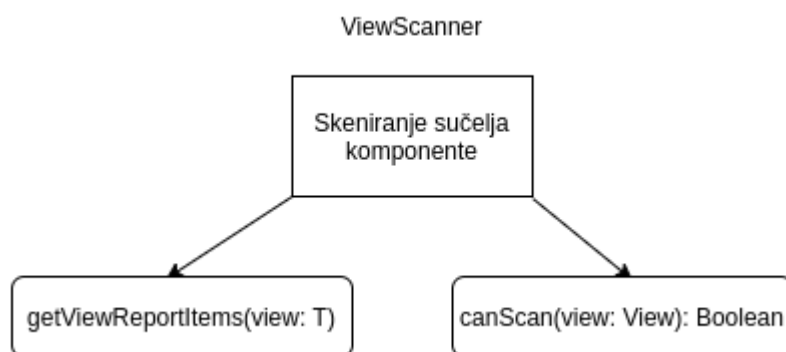 ViewScanner
Skeniranje sučelja
komponente
getViewReportItems(view: T)
canScan(view: View): Boolean